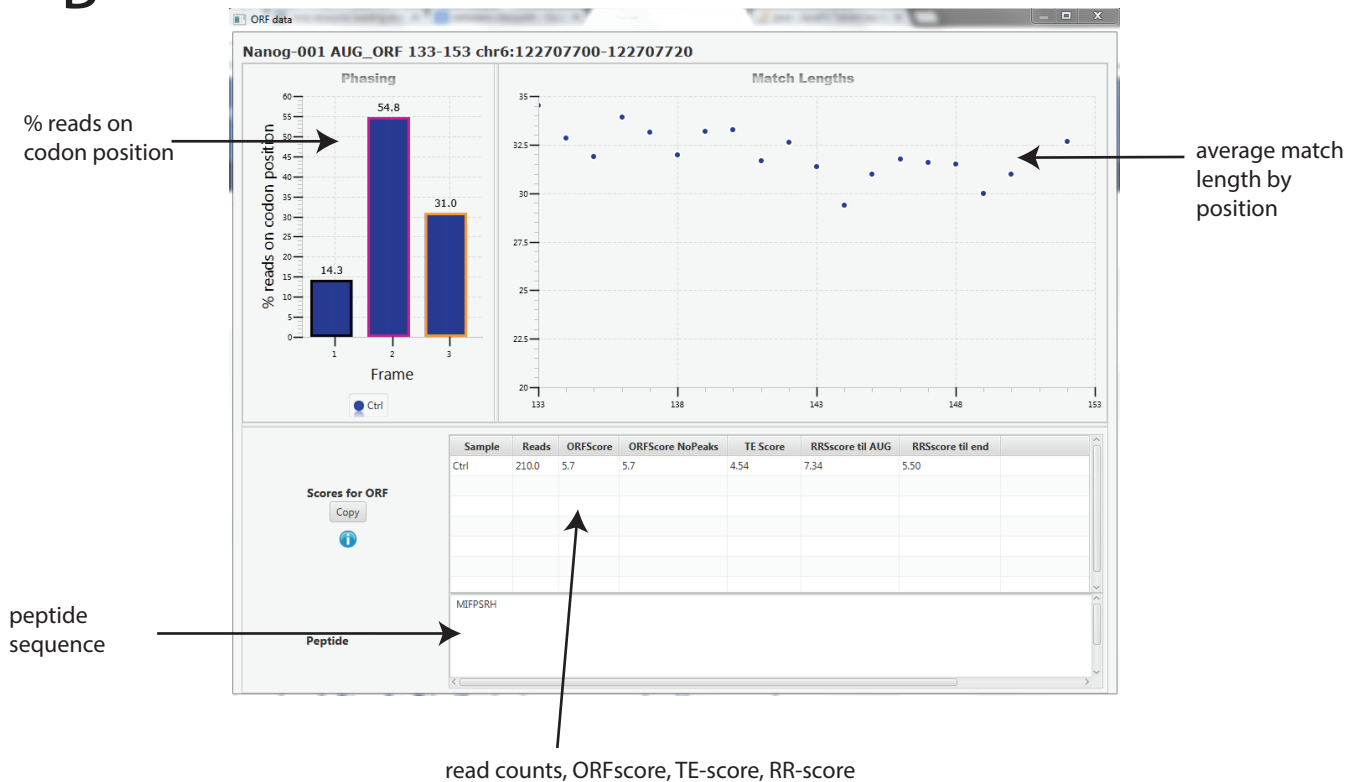 ORF data
Nanog-001 AUG_ORF 133-153 chr6:122707700-122707720
Phasing
60
55
50
45
40
35
30
25
20
15
10
5
0
% reads on codon position
14.3
54.8
31.0
1 2 3
Frame
Ctrl
Match Lengths
35
32.5
30
27.5
25
22.5
20
133 138 143 148 153
% reads on
codon position
average match
length by
position
Scores for ORF
Copy
Sample Reads ORFScore ORFScore NoPeaks TE Score RRSscore til AUG RRSscore til end
Ctrl 210.0 5.7 5.7 4.54 7.34 5.50
Peptide
MIFPSRH
peptide
sequence
read counts, ORFscore, TE-score, RR-score